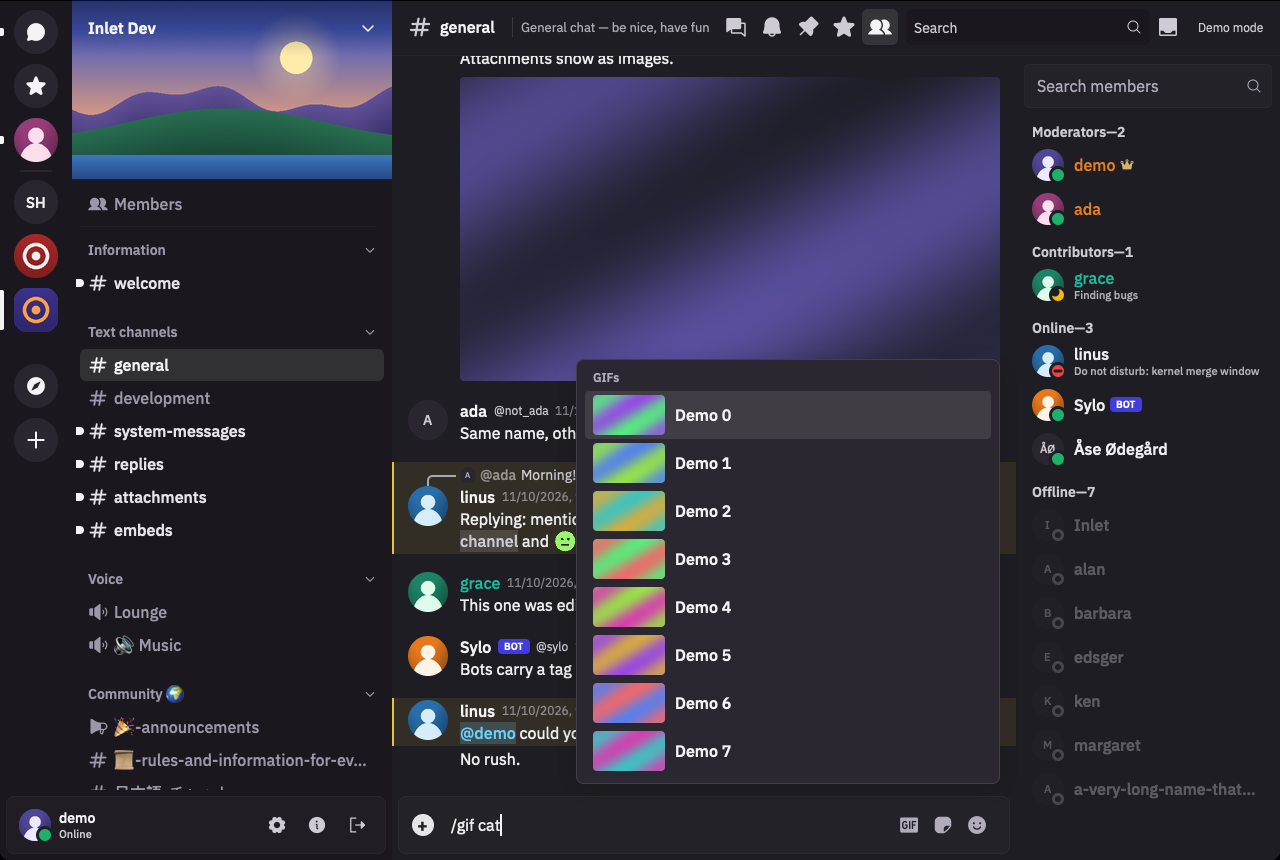 Inlet Dev
SH
Members
Information
welcome
Text channels
general
development
system-messages
replies
attachments
embeds
Voice
Lounge
Music
Community
-announcements
-rules-and-information-for-ev...
demo
Online
general
General chat — be nice, have fun
Search
Demo mode
Attachments show as images.
A
ada @not_ada 11/
Same name, oth
A @ada Morning!
linus 11/10/2026,
Replying: mentio
channel and
grace 11/10/2026,
This one was edi
Sylo BOT @sylo
Bots carry a tag
linus 11/10/2026,
@demo could yo
No rush.
GIFs
Demo 0
Demo 1
Demo 2
Demo 3
Demo 4
Demo 5
Demo 6
Demo 7
/gif cat
GIF
Search members
Moderators—2
demo
ada
Contributors—1
grace
Finding bugs
Online—3
linus
Do not disturb: kernel merge window
Sylo BOT
ÅØ Åse Ødegård
Offline—7
I Inlet
A alan
B barbara
E edsger
K ken
M margaret
A a-very-long-name-that...